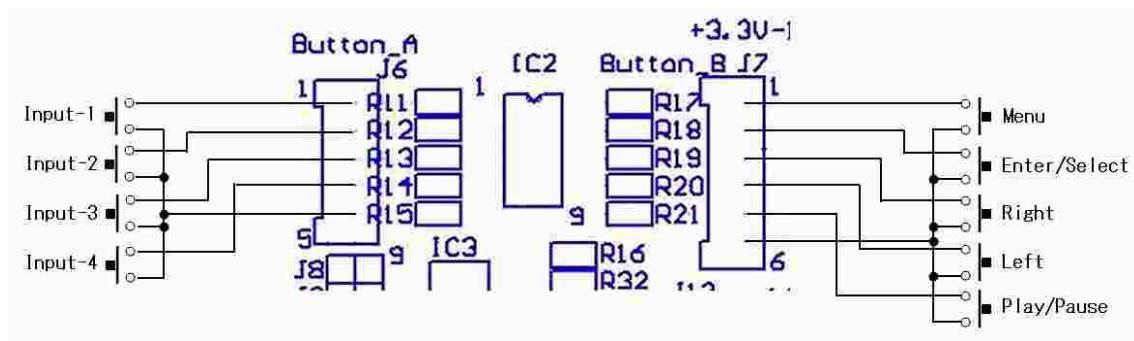 +3.3V-1
Button_A
IC2
Button_B J7
J6
1
1
1
Input-1
R11
R17
Menu
R12
R18
Input-2
R13
R19
Enter/Select
R14
R20
Input-3
R15
R21
Right
5
9
9
IC3
R16
6
Input-4
J8
R32
Left
Play/Pause